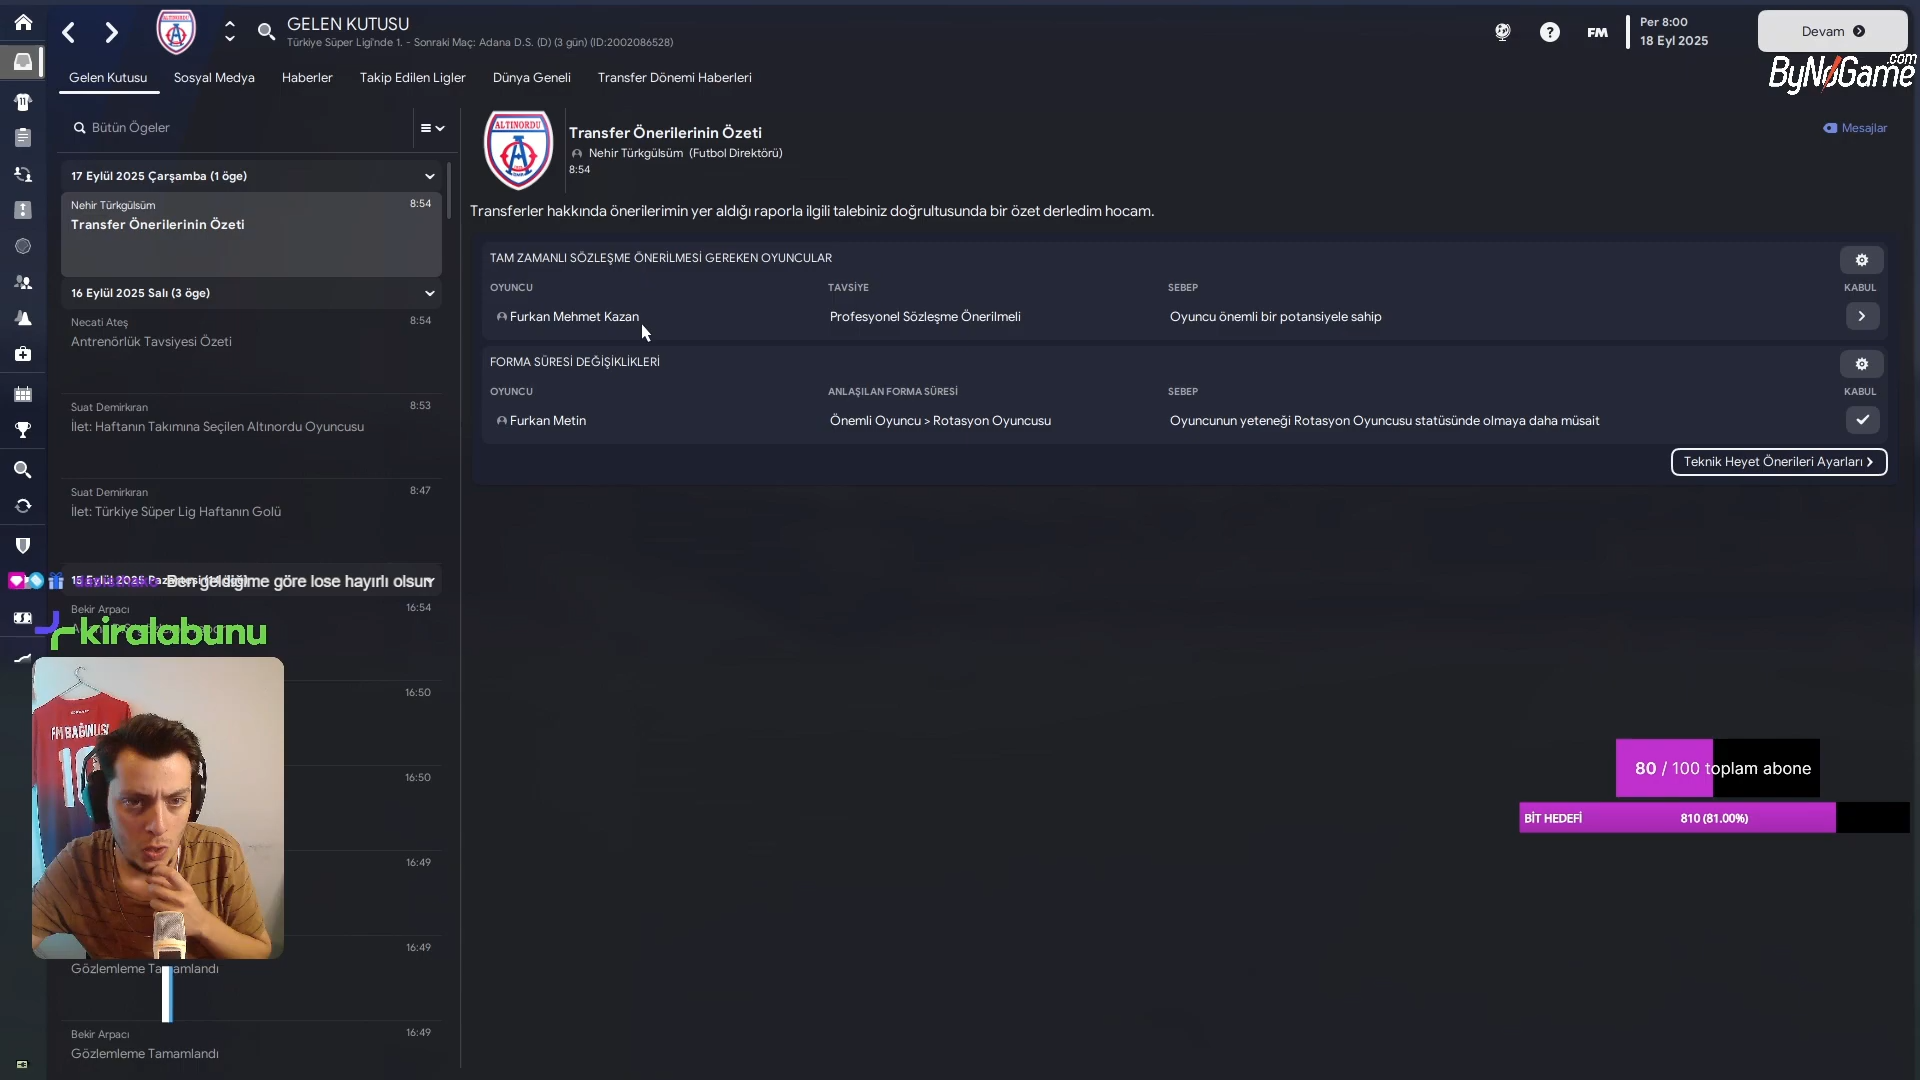 GELEN KUTUSU
Türkiye Süper Ligi'nde 1. - Sonraki Maç: Adana D.S. (D) (3 gün) (ID:2002086528)
FM
Per 8:00
18 Eyl 2025
Devam
ByNoGame.com
Gelen Kutusu
Sosyal Medya
Haberler
Takip Edilen Ligler
Dünya Geneli
Transfer Dönemi Haberleri
Bütün Ögeler
17 Eylül 2025 Çarşamba (1 öge)
Nehir Türkgülsüm 8:54
Transfer Önerilerinin Özeti
16 Eylül 2025 Salı (3 öge)
Necati Ateş 8:54
Antrenörlük Tavsiyesi Özeti
Suat Demirkıran 8:53
İlet: Haftanın Takımına Seçilen Altınordu Oyuncusu
Suat Demirkıran 8:47
İlet: Türkiye Süper Lig Haftanın Golü
Ben geldiğime göre lose hayırlı olsun
Bekir Arpacı 16:54
kiralabunu
16:50
16:50
FM BAĞIMLISI
16:49
16:49
Gözlemleme Tamamlandı
Bekir Arpacı 16:49
Gözlemleme Tamamlandı
ALTINORDU
Transfer Önerilerinin Özeti
Nehir Türkgülsüm (Futbol Direktörü)
8:54
Mesajlar
Transferler hakkında önerilerimin yer aldığı raporla ilgili talebiniz doğrultusunda bir özet derledim hocam.
TAM ZAMANLI SÖZLEŞME ÖNERİLMESİ GEREKEN OYUNCULAR
OYUNCU TAVSİYE SEBEP KABUL
Furkan Mehmet Kazan Profesyonel Sözleşme Önerilmeli Oyuncu önemli bir potansiyele sahip
FORMA SÜRESİ DEĞİŞİKLİKLERİ
OYUNCU ANLAŞILAN FORMA SÜRESİ SEBEP KABUL
Furkan Metin Önemli Oyuncu > Rotasyon Oyuncusu Oyuncunun yeteneği Rotasyon Oyuncusu statüsünde olmaya daha müsait
Teknik Heyet Önerileri Ayarları
80 / 100 toplam abone
BİT HEDEFİ 810 (81.00%)